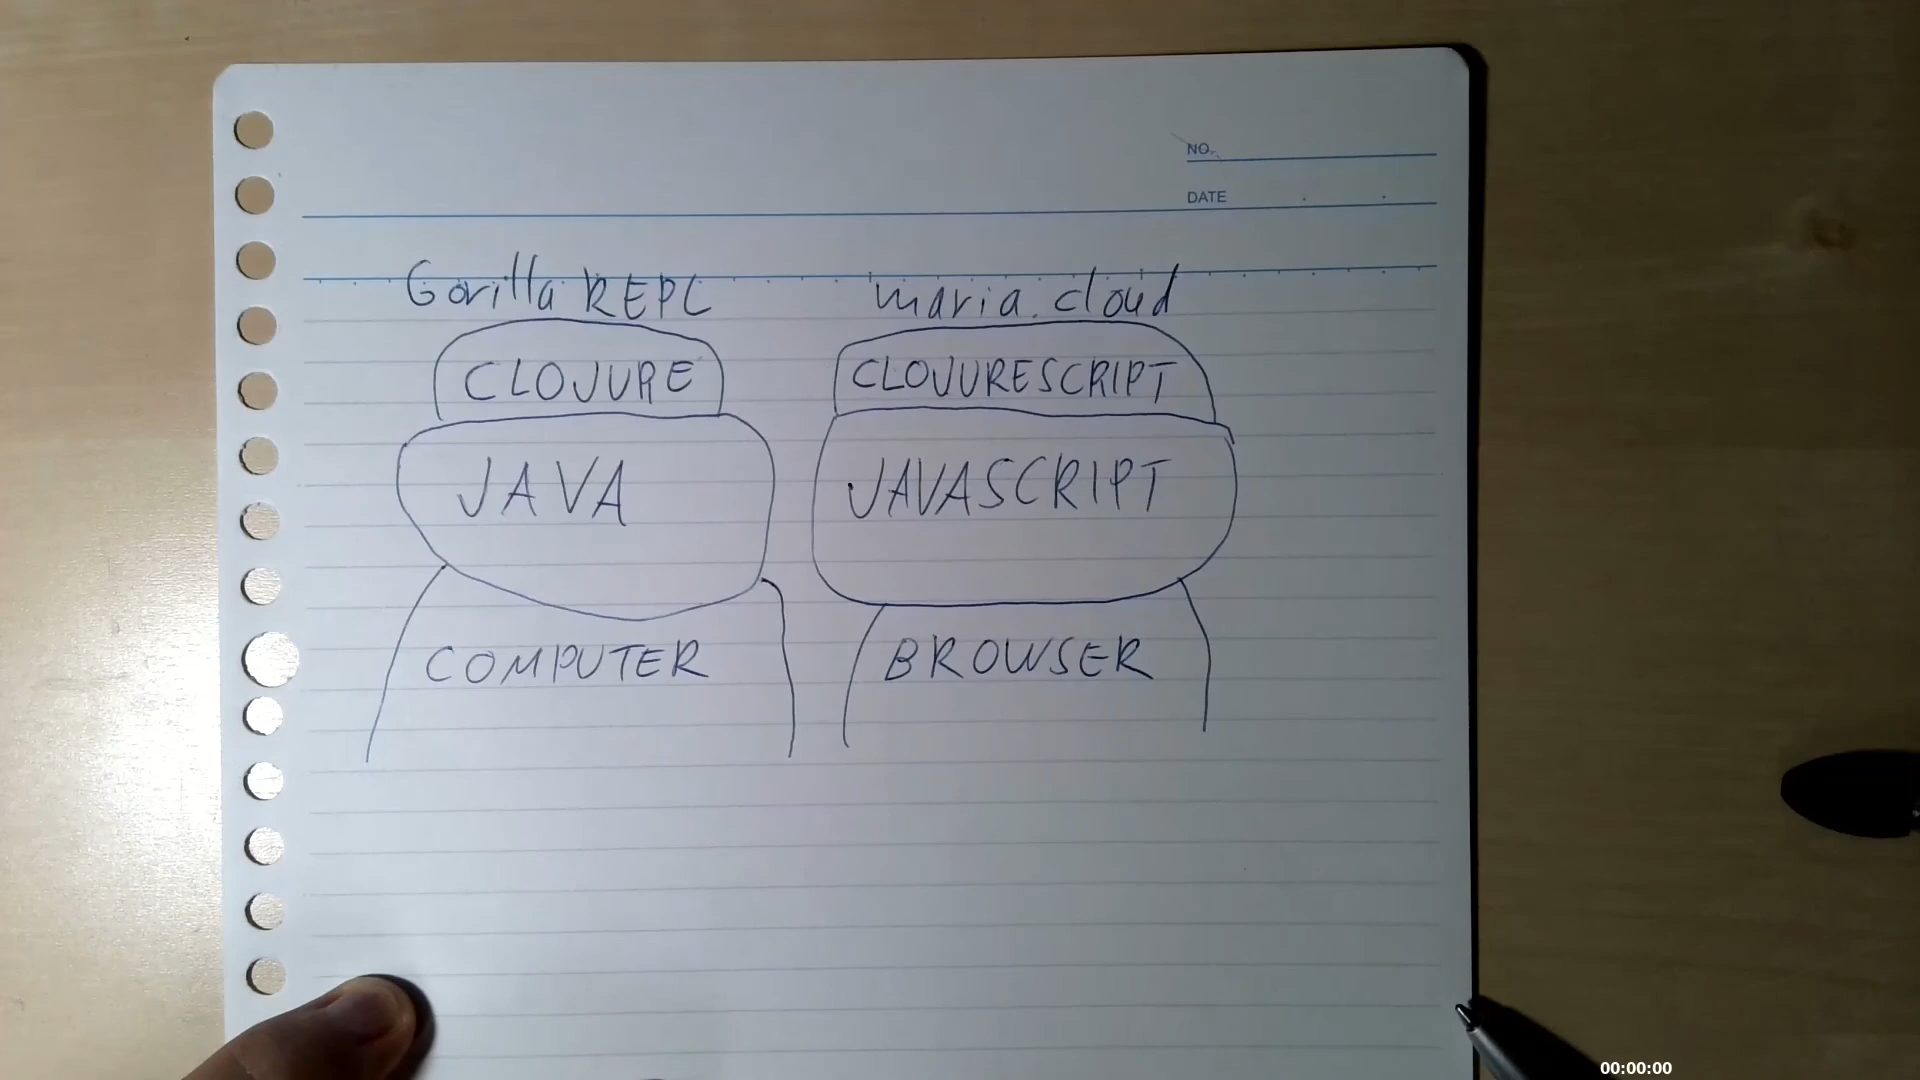 NO.
DATE
Gorilla REPL maria.cloud
CLOJURE CLOJURESCRIPT
JAVA JAVASCRIPT
COMPUTER BROWSER
00:00:00